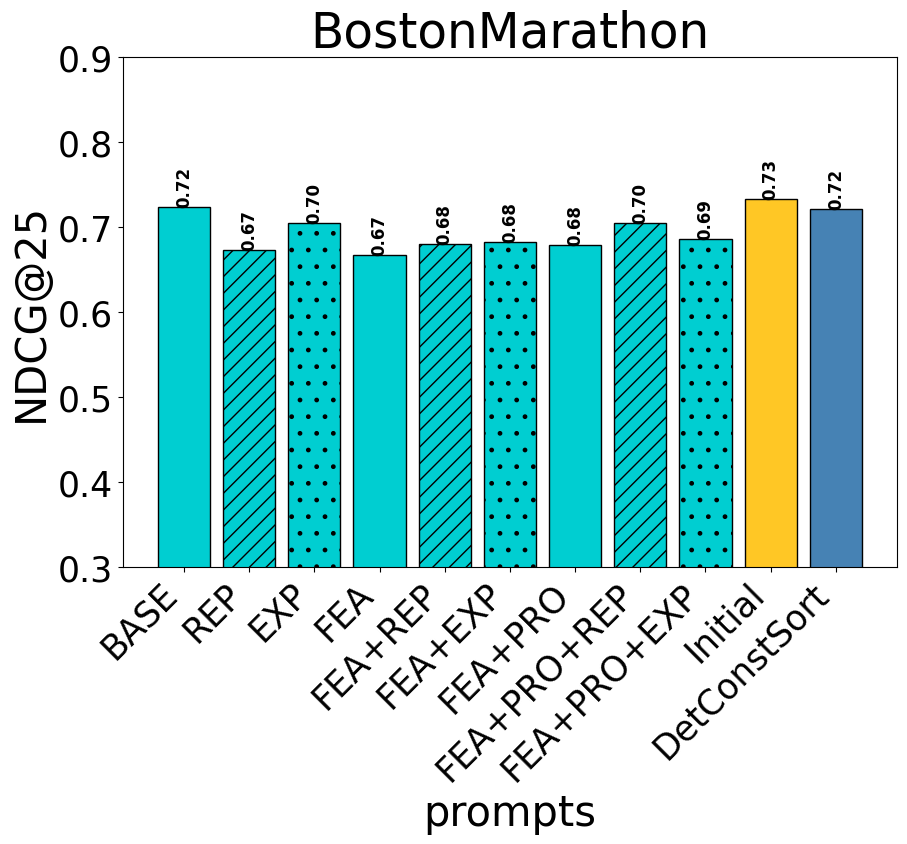 BostonMarathon
NDCG@25
0.9
0.8
0.7
0.6
0.5
0.4
0.3
0.72
0.67
0.70
0.67
0.68
0.68
0.68
0.70
0.69
0.73
0.72
BASE
REP
EXP
FEA
FEA+REP
FEA+EXP
FEA+PRO
FEA+PRO+REP
FEA+PRO+EXP
Initial
DetConstSort
prompts